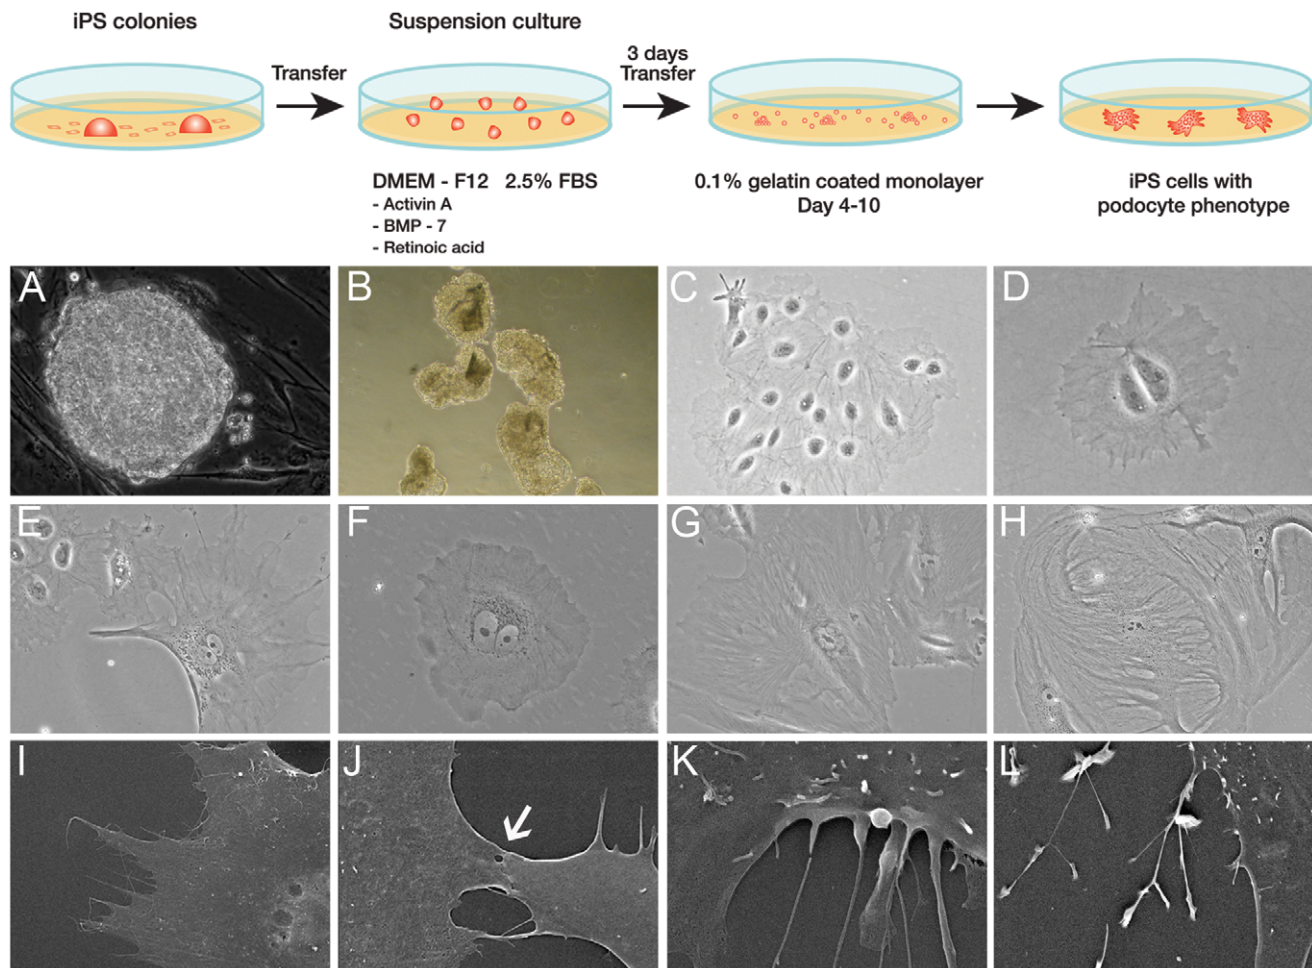 iPS colonies
Suspension culture
Transfer
3 days
Transfer
DMEM - F12 2.5% FBS
- Activin A
- BMP - 7
- Retinoic acid
0.1% gelatin coated monolayer
Day 4-10
iPS cells with
podocyte phenotype
A
B
C
D
E
F
G
H
I
J
K
L